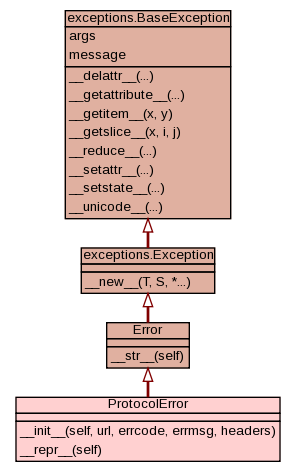 exceptions.BaseException
args
message
__delattr__(...)
__getattribute__(...)
__getitem__(x, y)
__getslice__(x, i, j)
__reduce__(...)
__setattr__(...)
__setstate__(...)
__unicode__(...)
exceptions.Exception
__new__(T, S, *...)
Error
__str__(self)
ProtocolError
__init__(self, url, errcode, errmsg, headers)
__repr__(self)